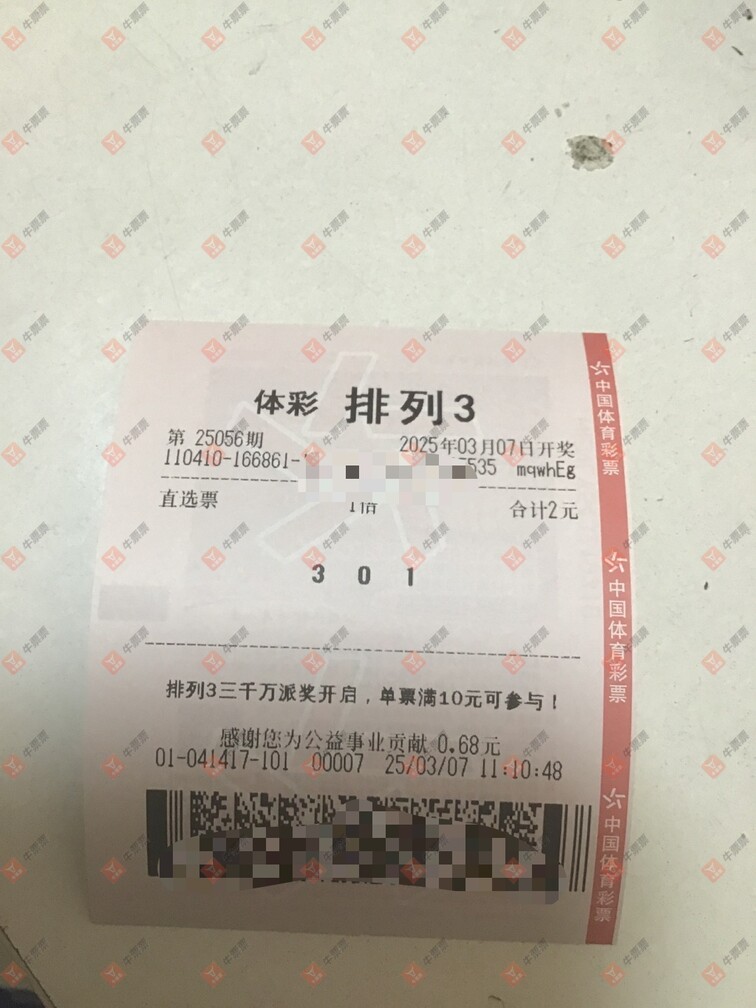 体彩 排列3
第 25056期 2025年03月07日开奖
110410-166861- 535 mqwhEg
直选票 1倍 合计2元
3 0 1
排列3三千万派奖开启，单票满10元可参与！
感谢您为公益事业贡献 0.68元
01-041417-101 00007 25/03/07 11:10:48
中国体育彩票
中国体育彩票
中国体育彩票
牛票票